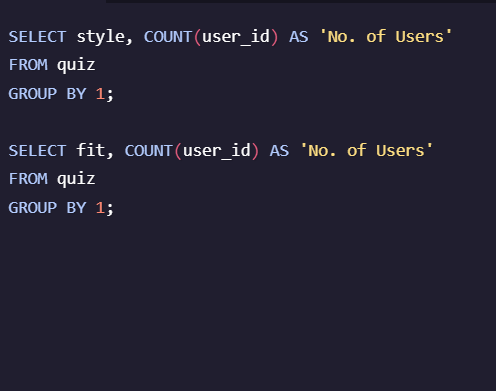 SELECT style, COUNT(user_id) AS 'No. of Users'
FROM quiz
GROUP BY 1;
SELECT fit, COUNT(user_id) AS 'No. of Users'
FROM quiz
GROUP BY 1;